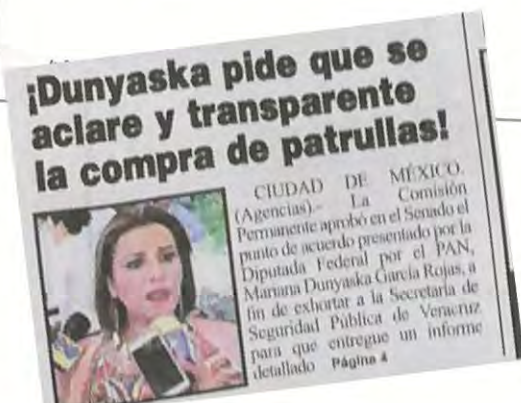 ¡Dunyaska pide que se
aclare y transparente
la compra de patrullas!
CIUDAD DE MÉXICO.
(Agencias).- La Comisión
Permanente aprobó en el Senado el
punto de acuerdo presentado por la
Diputada Federal por el PAN,
Mariana Dunyaska García Rojas, a
fin de exhortar a la Secretaría de
Seguridad Pública de Veracruz
para que entregue un informe
detallado Página 4